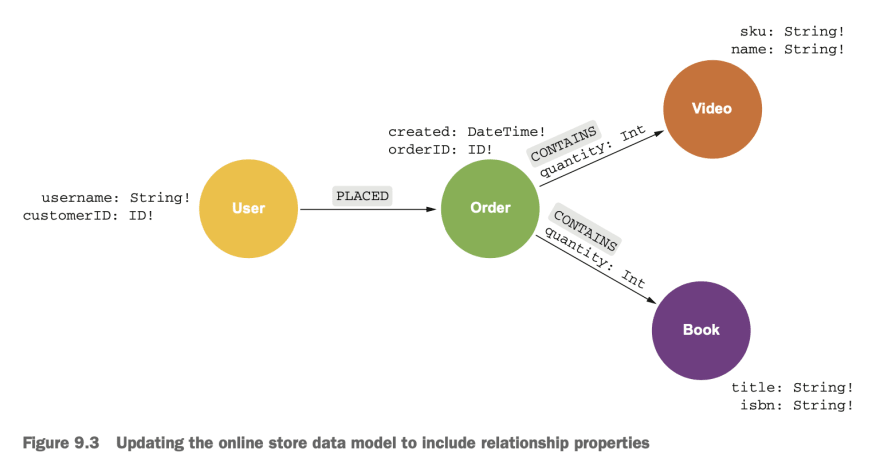 sku: String!
name: String!
Video
created: DateTime!
orderID: ID!
CONTAINS
quantity: Int
username: String!
customerID: ID!
User
PLACED
Order
CONTAINS
quantity: Int
Book
title: String!
isbn: String!
Figure 9.3 Updating the online store data model to include relationship properties